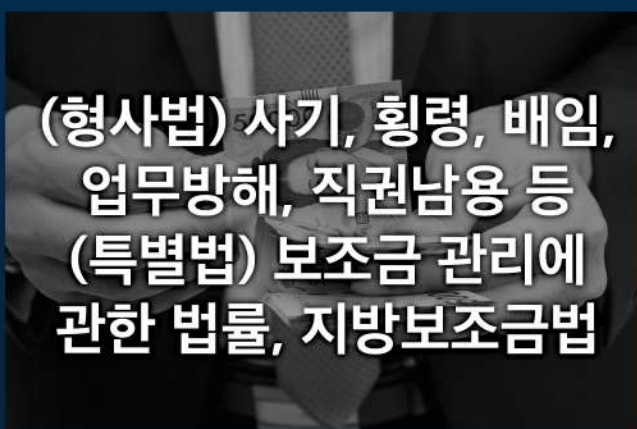 (형사법) 사기, 횡령, 배임,
업무방해, 직권남용 등
(특별법) 보조금 관리에
관한 법률, 지방보조금법